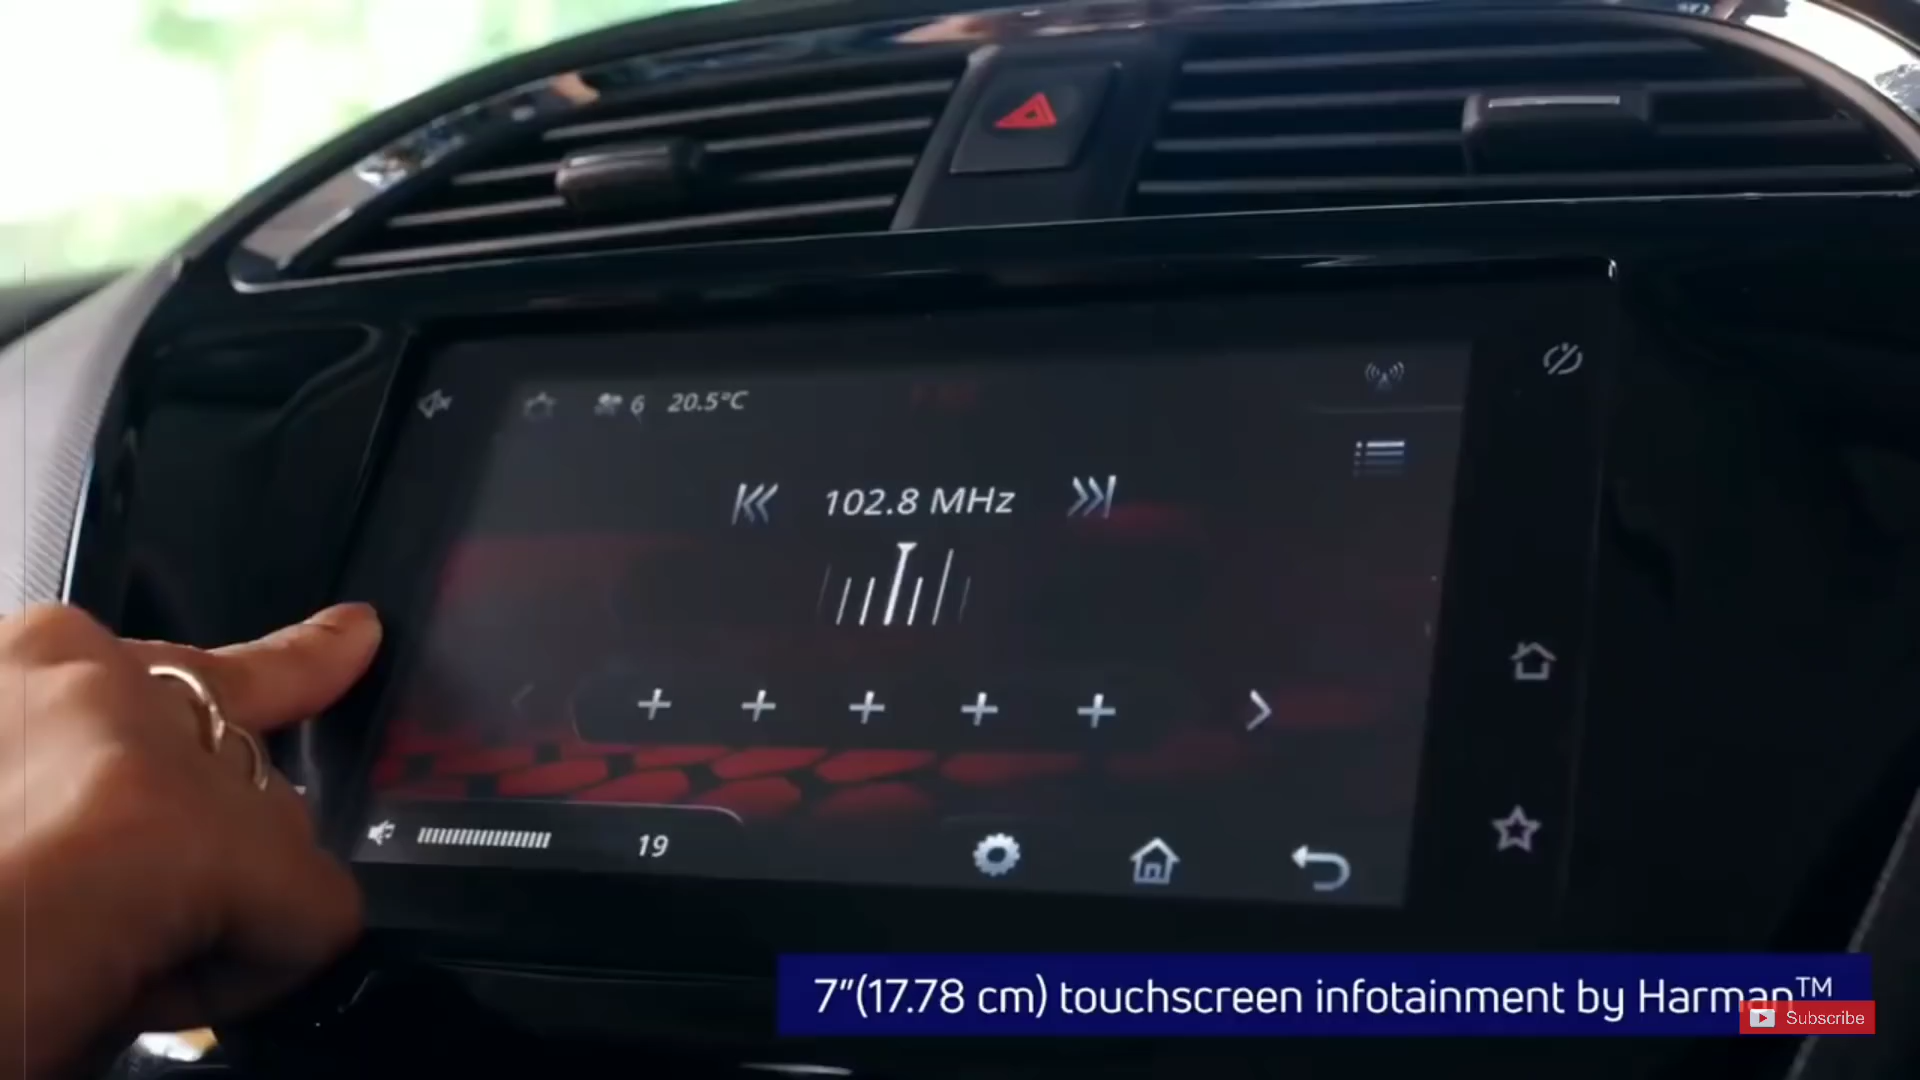 6 20.5°C
102.8 MHz
19
7"(17.78 cm) touchscreen infotainment by Harman™
Subscribe